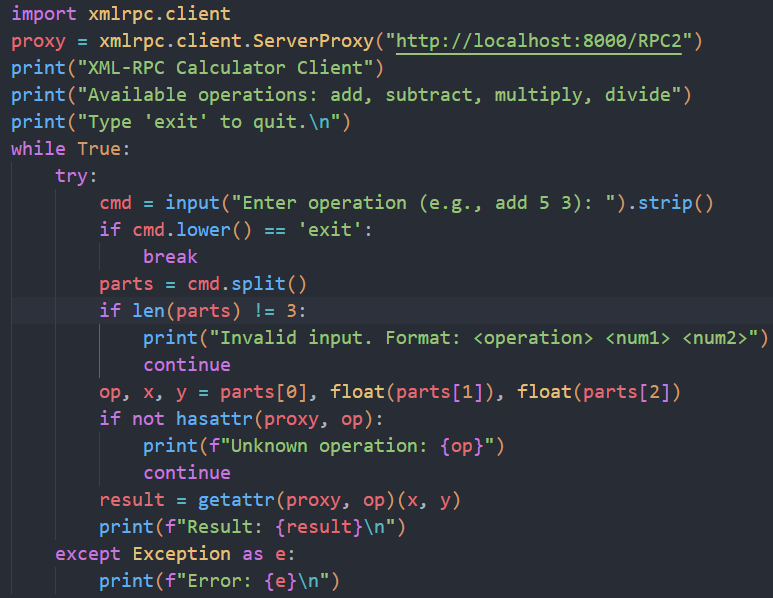 import xmlrpc.client
proxy = xmlrpc.client.ServerProxy("http://localhost:8000/RPC2")
print("XML-RPC Calculator Client")
print("Available operations: add, subtract, multiply, divide")
print("Type 'exit' to quit.\n")
while True:
    try:
        cmd = input("Enter operation (e.g., add 5 3): ").strip()
        if cmd.lower() == 'exit':
            break
        parts = cmd.split()
        if len(parts) != 3:
            print("Invalid input. Format: <operation> <num1> <num2>")
            continue
        op, x, y = parts[0], float(parts[1]), float(parts[2])
        if not hasattr(proxy, op):
            print(f"Unknown operation: {op}")
            continue
        result = getattr(proxy, op)(x, y)
        print(f"Result: {result}\n")
    except Exception as e:
        print(f"Error: {e}\n")